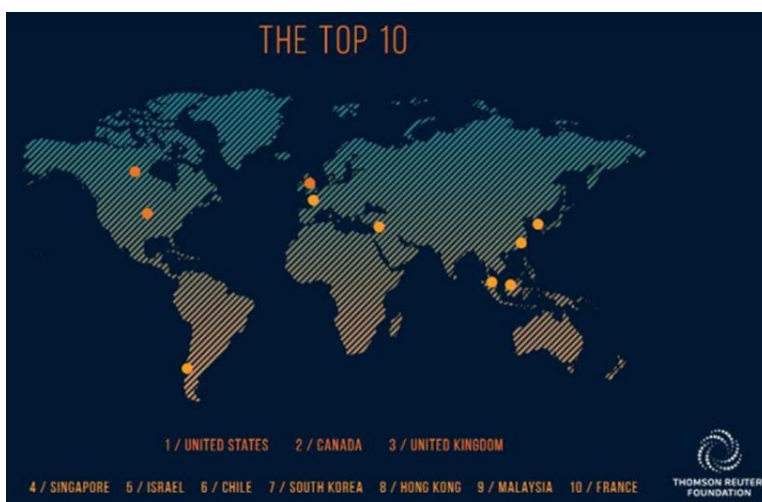 THE TOP 10
1 / UNITED STATES 2 / CANADA 3 / UNITED KINGDOM
4 / SINGAPORE 5 / ISRAEL 6 / CHILE 7 / SOUTH KOREA 8 / HONG KONG 9 / MALAYSIA 10 / FRANCE
THOMSON REUTER
FOUNDATION